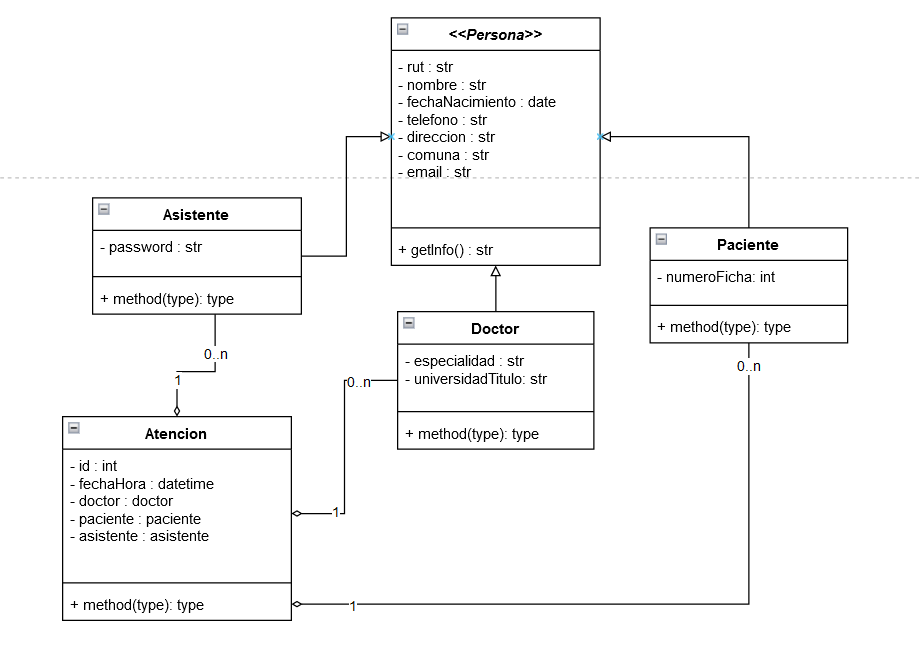 <<Persona>>
- rut : str
- nombre : str
- fechaNacimiento : date
- telefono : str
- direccion : str
- comuna : str
- email : str
+ getInfo() : str
Asistente
- password : str
+ method(type): type
Paciente
- numeroFicha: int
+ method(type): type
Doctor
- especialidad : str
- universidadTitulo: str
+ method(type): type
0..n
1
0..n
1
0..n
1
Atencion
- id : int
- fechaHora : datetime
- doctor : doctor
- paciente : paciente
- asistente : asistente
+ method(type): type